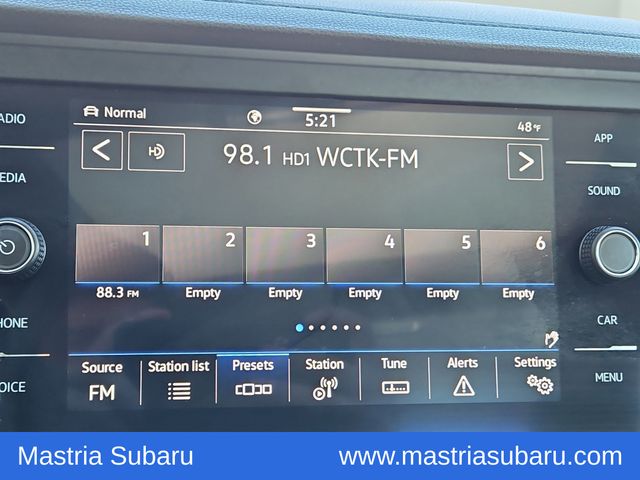 Normal
5:21
48°F
98.1 HD1 WCTK-FM
1
2
3
4
5
6
88.3 FM
Empty
Empty
Empty
Empty
Empty
Source
FM
Station list
Presets
Station
Tune
Alerts
Settings
ADIO
EDIA
HONE
OICE
APP
SOUND
CAR
MENU
Mastria Subaru
www.mastriasubaru.com